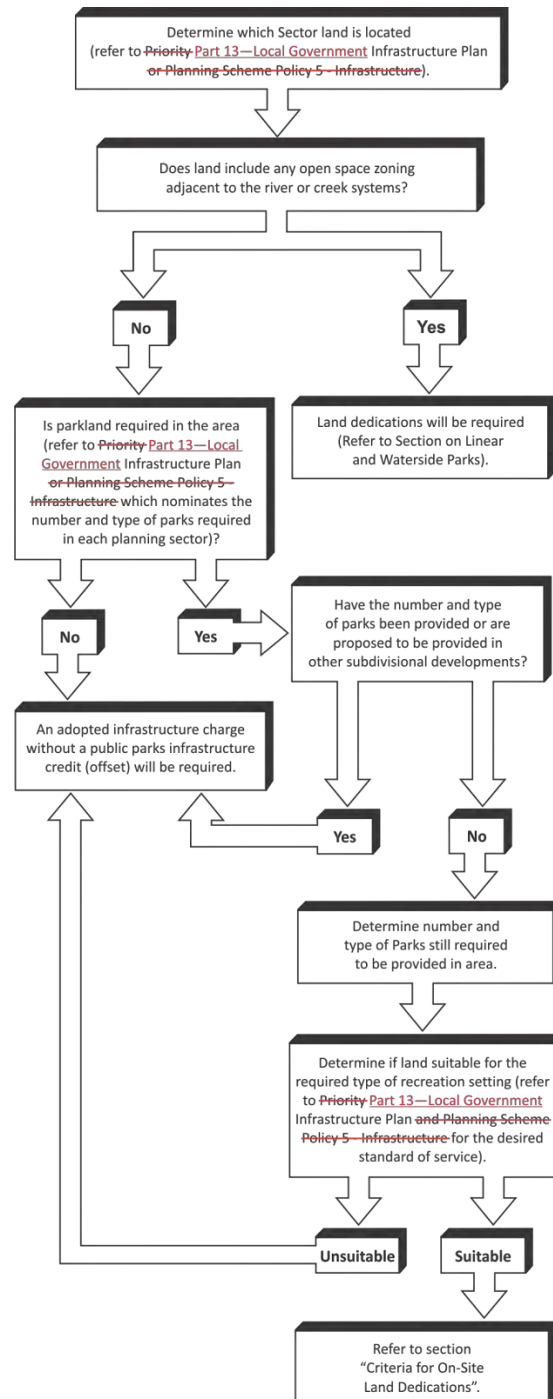 Determine which Sector land is located
(refer to Priority Part 13—Local Government Infrastructure Plan
or Planning Scheme Policy 5 - Infrastructure).
Does land include any open space zoning
adjacent to the river or creek systems?
No
Yes
Is parkland required in the area
(refer to Priority Part 13—Local
Government Infrastructure Plan
or Planning Scheme Policy 5 -
Infrastructure which nominates the
number and type of parks required
in each planning sector)?
Land dedications will be required
(Refer to Section on Linear
and Waterside Parks).
No
Yes
Have the number and type
of parks been provided or are
proposed to be provided in
other subdivisional developments?
An adopted infrastructure charge
without a public parks infrastructure
credit (offset) will be required.
Yes
No
Determine number and
type of Parks still required
to be provided in area.
Determine if land suitable for the
required type of recreation setting (refer
to Priority Part 13—Local Government
Infrastructure Plan and Planning Scheme
Policy 5 - Infrastructure for the desired
standard of service).
Unsuitable
Suitable
Refer to section
“Criteria for On-Site
Land Dedications”.